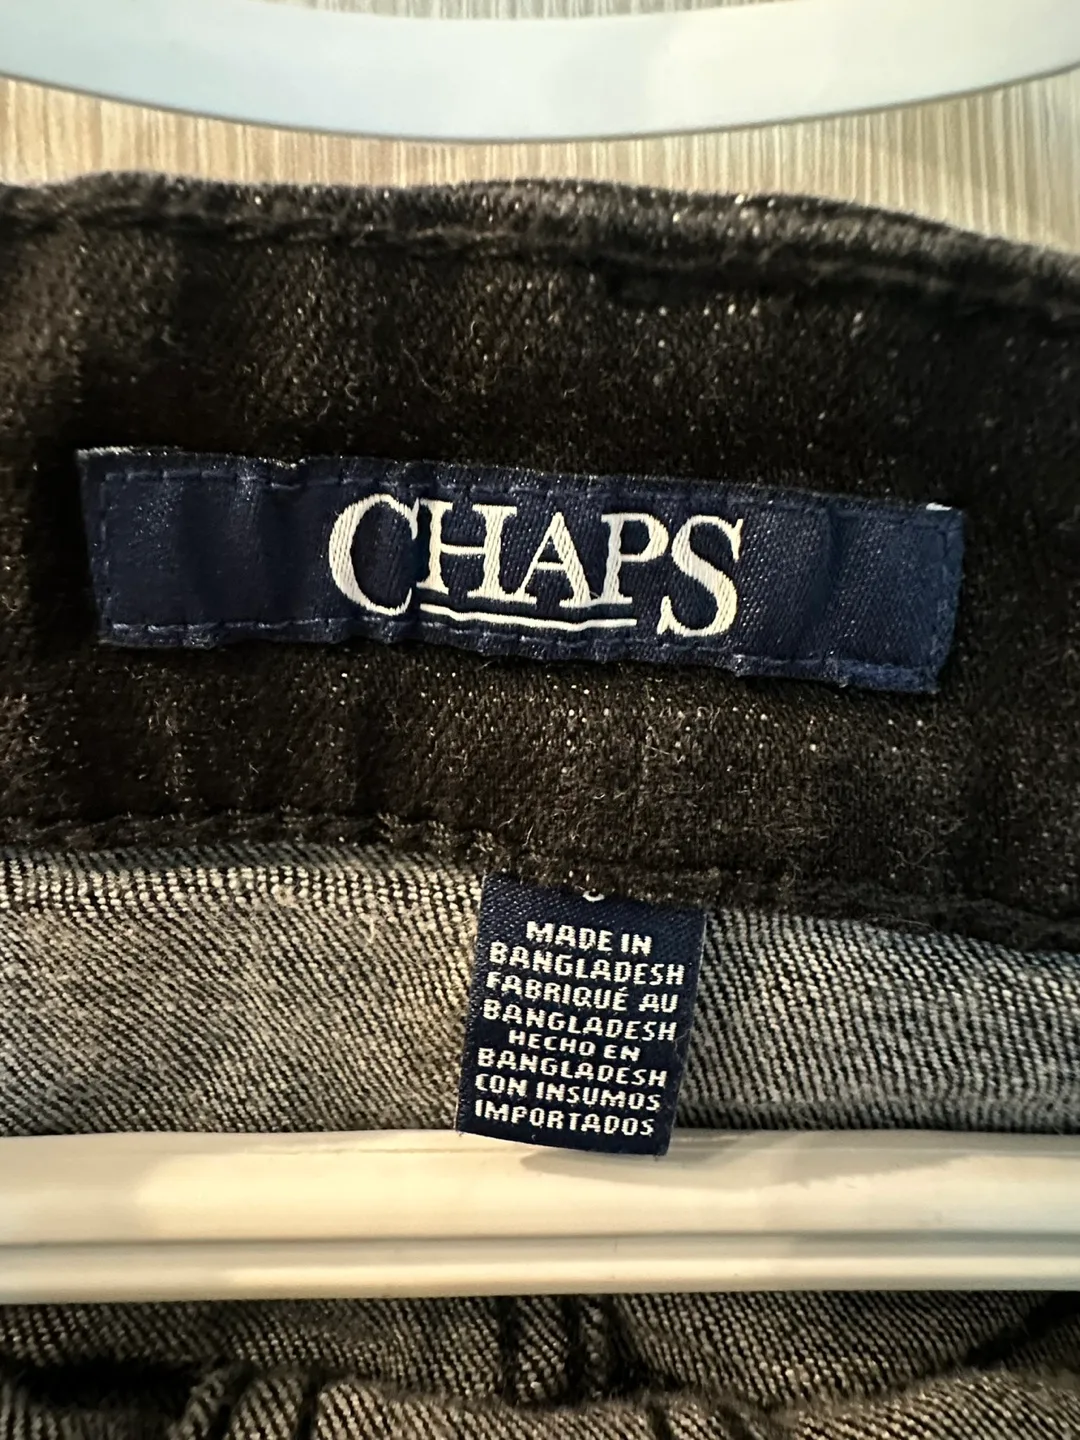 CHAPS
MADE IN
BANGLADESH
FABRIQUÉ AU
BANGLADESH
HECHO EN
BANGLADESH
CON INSUMOS
IMPORTADOS